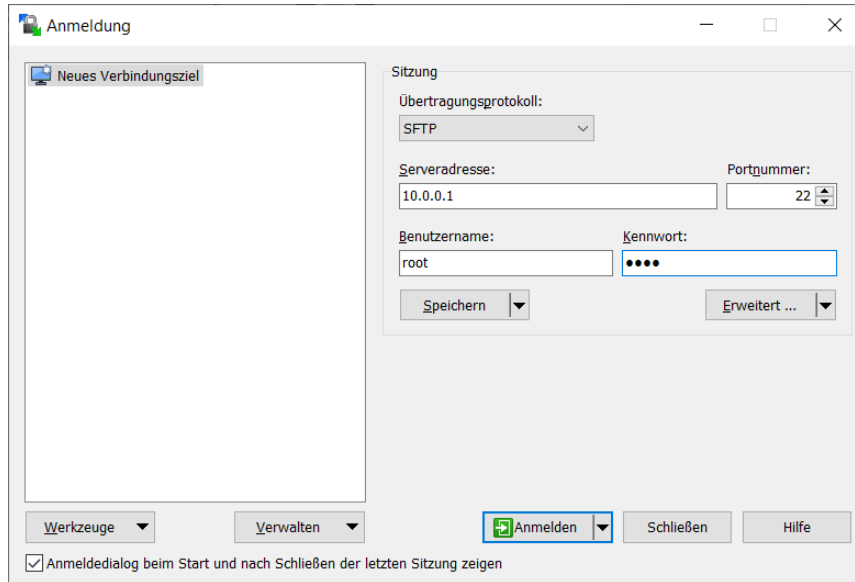 Anmeldung
Neues Verbindungsziel
Sitzung
Übertragungsprotokoll:
SFTP
Serveradresse: Portnummer:
10.0.0.1 22
Benutzername: Kennwort:
root ●●●●
Speichern Erweitert ...
Werkzeuge Verwalten Anmelden Schließen Hilfe
Anmeldedialog beim Start und nach Schließen der letzten Sitzung zeigen